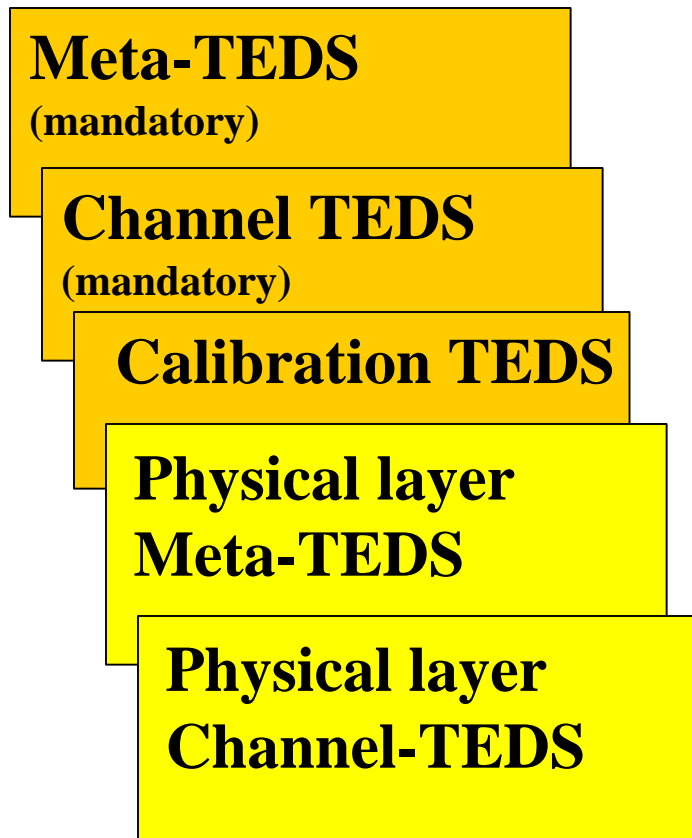 Meta-TEDS
(mandatory)
Channel TEDS
(mandatory)
Calibration TEDS
Physical layer
Meta-TEDS
Physical layer
Channel-TEDS